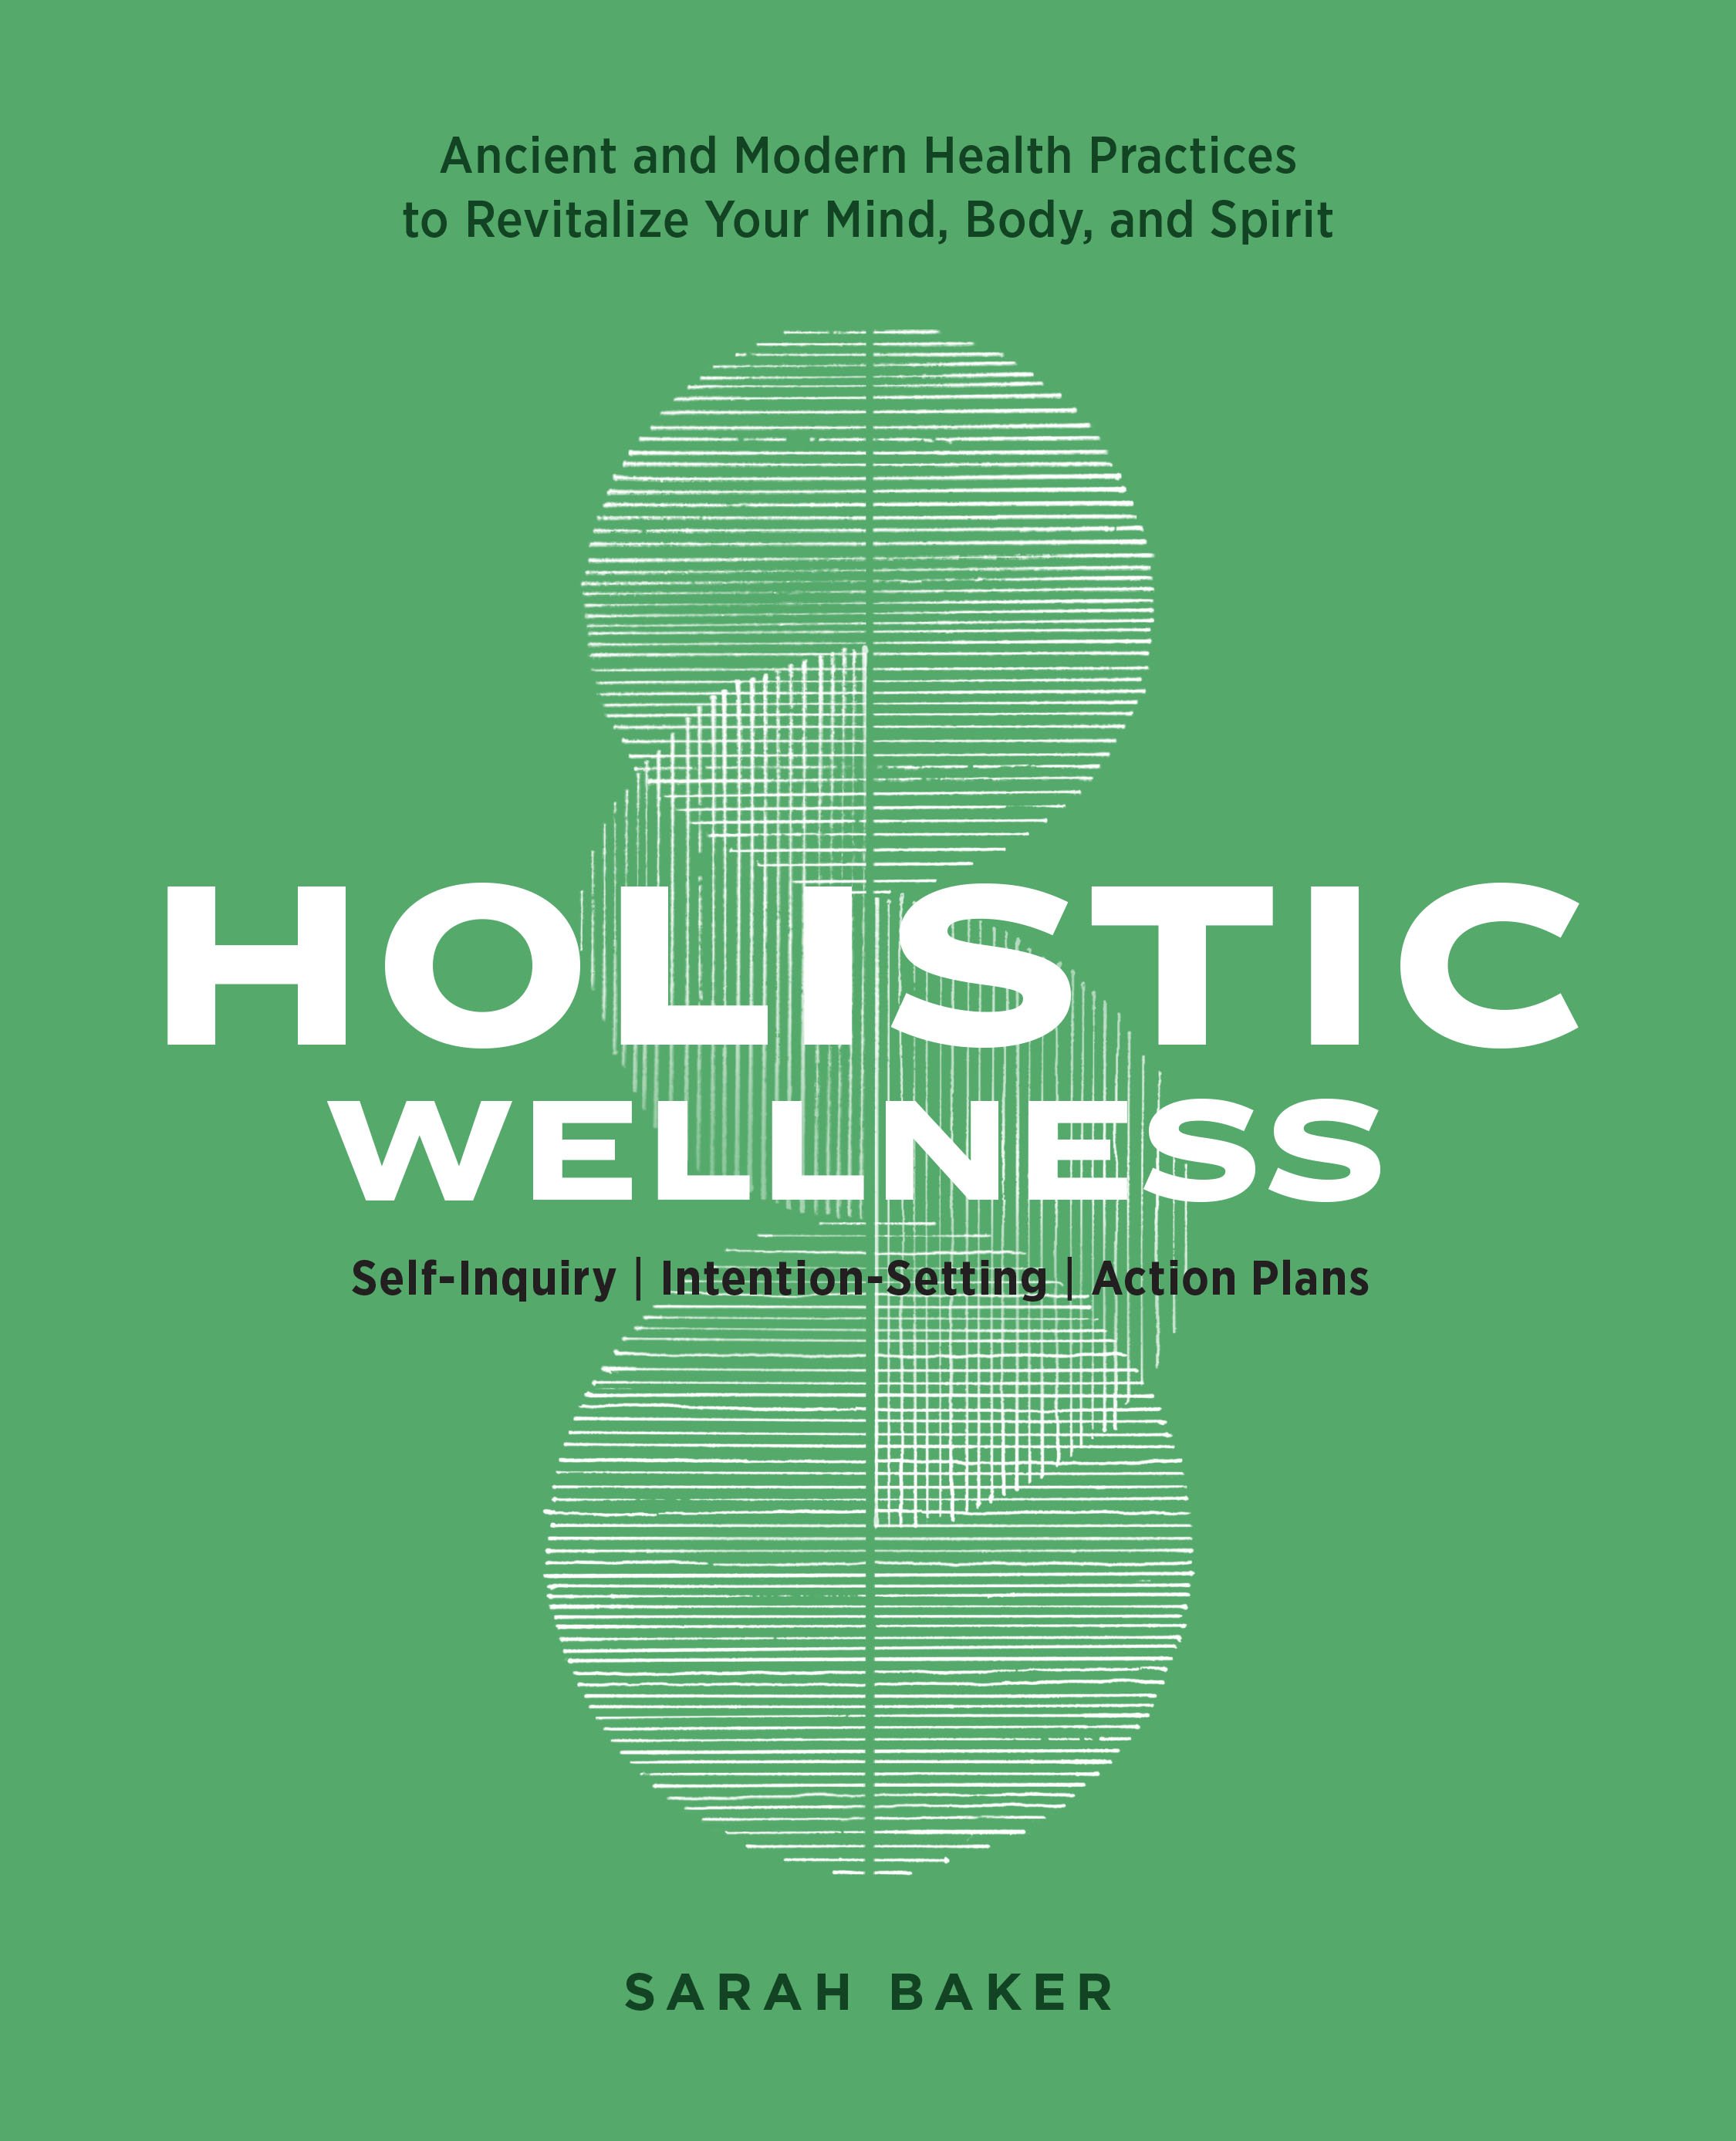 Ancient and Modern Health Practices
to Revitalize Your Mind, Body, and Spirit
HOLISTIC
WELLNESS
Self-Inquiry | Intention-Setting | Action Plans
SARAH BAKER